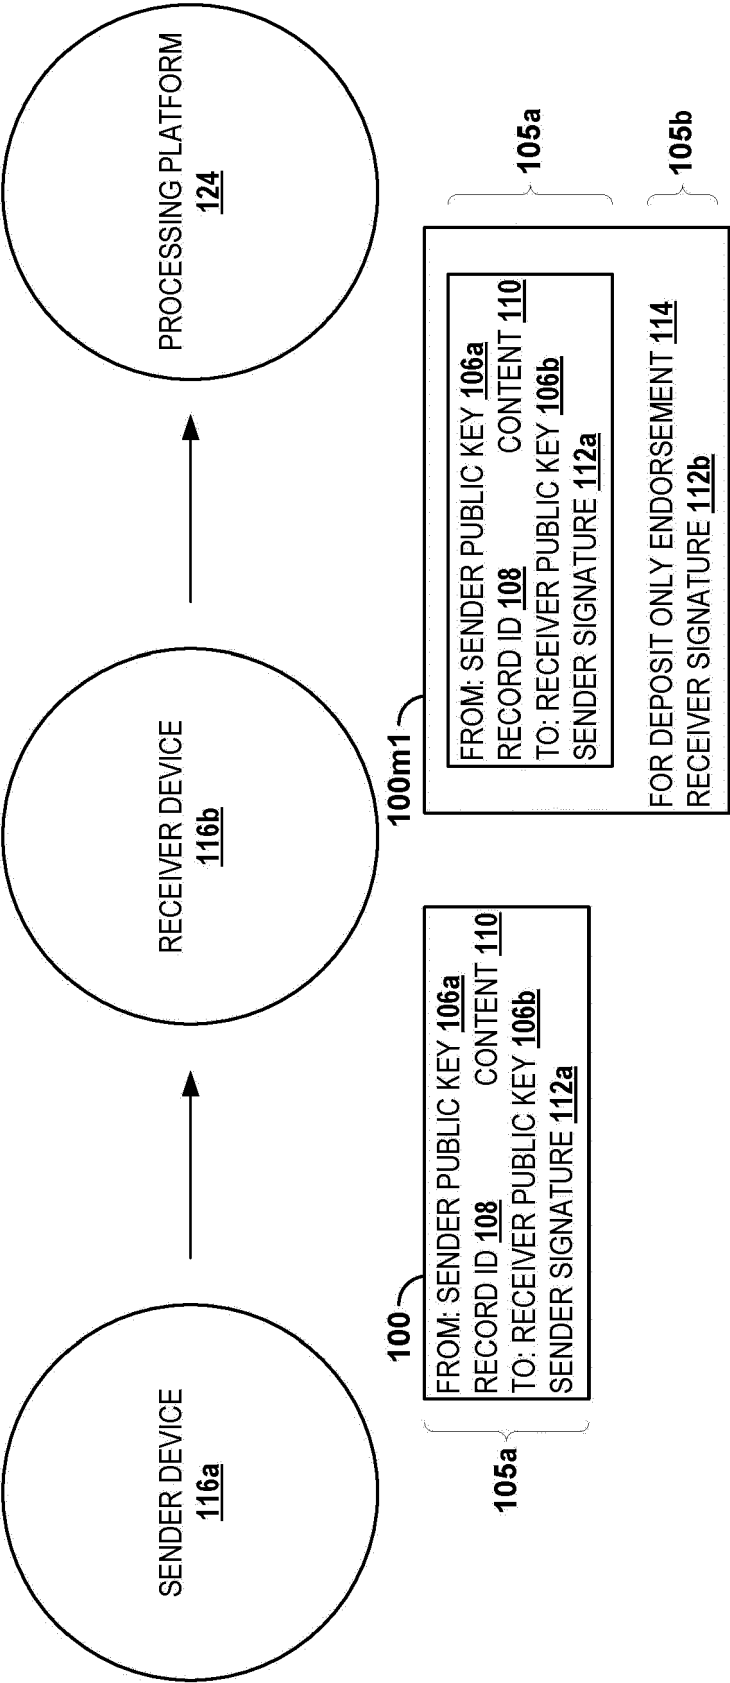 SENDER DEVICE
116a
RECEIVER DEVICE
116b
PROCESSING PLATFORM
124
100
105a
FROM: SENDER PUBLIC KEY 106a
RECORD ID 108 CONTENT 110
TO: RECEIVER PUBLIC KEY 106b
SENDER SIGNATURE 112a
100m1
FROM: SENDER PUBLIC KEY 106a
RECORD ID 108 CONTENT 110
TO: RECEIVER PUBLIC KEY 106b
SENDER SIGNATURE 112a
105a
FOR DEPOSIT ONLY ENDORSEMENT 114
RECEIVER SIGNATURE 112b
105b